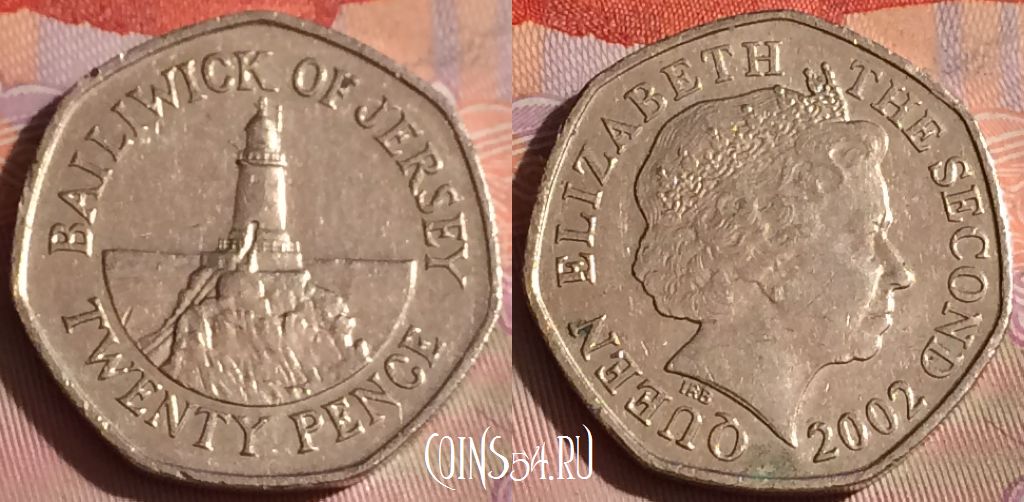 BAILIWICK OF JERSEY
TWENTY PENCE
QUEEN ELIZABETH THE SECOND
2002
IRB
COINS54.RU